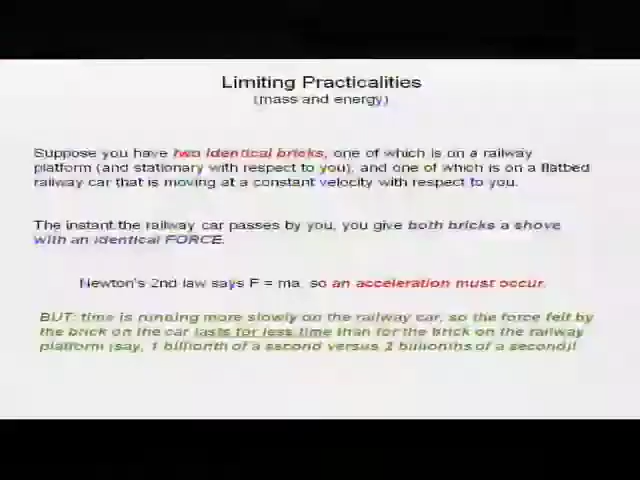 Limiting Practicalities
(mass and energy)
Suppose you have two identical bricks, one of which is on a railway
platform (and stationary with respect to you), and one of which is on a flatbed
railway car that is moving at a constant velocity with respect to you.
The instant the railway car passes by you, you give both bricks a shove
with an identical FORCE.
Newton's 2nd law says F = ma, so an acceleration must occur.
BUT: time is running more slowly on the railway car, so the force felt by
the brick on the car lasts for less time than for the brick on the railway
platform (say, 1 billionth of a second versus 2 billionths of a second)!